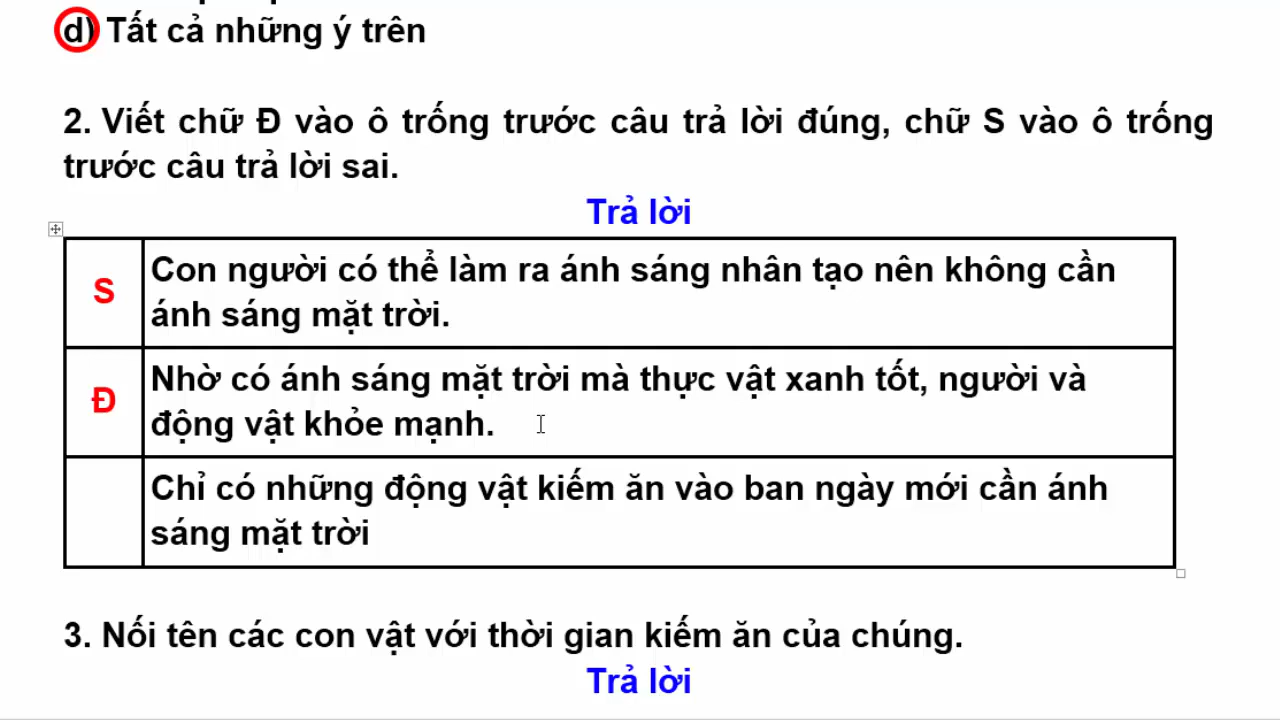 d) Tất cả những ý trên
2. Viết chữ Đ vào ô trống trước câu trả lời đúng, chữ S vào ô trống
trước câu trả lời sai.
Trả lời
S
Con người có thể làm ra ánh sáng nhân tạo nên không cần
ánh sáng mặt trời.
Đ
Nhờ có ánh sáng mặt trời mà thực vật xanh tốt, người và
động vật khỏe mạnh.
Chỉ có những động vật kiếm ăn vào ban ngày mới cần ánh
sáng mặt trời
3. Nối tên các con vật với thời gian kiếm ăn của chúng.
Trả lời